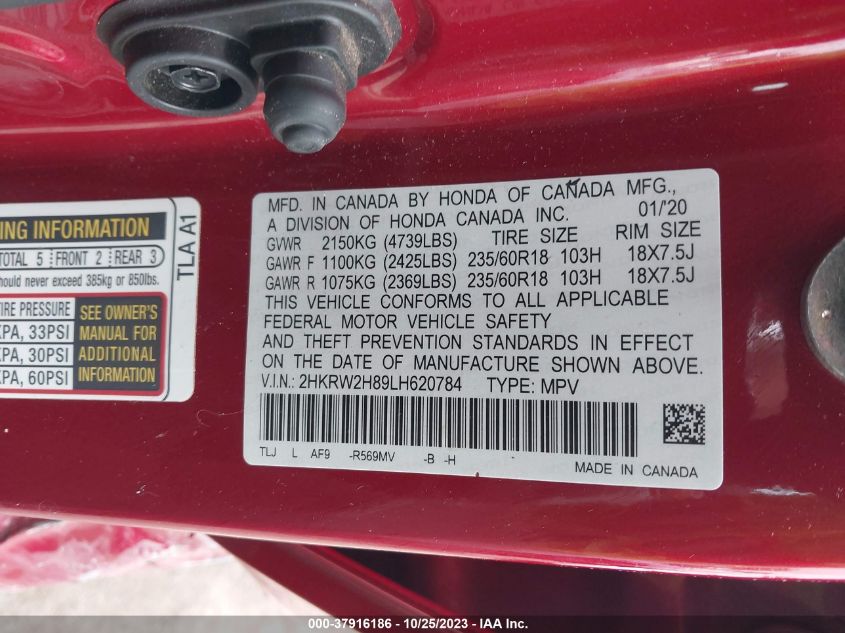 NG INFORMATION
TOTAL 5 FRONT 2 REAR 3
ould never exceed 385kg or 850lbs.
IRE PRESSURE
KPA, 33PSI
KPA, 30PSI
KPA, 60PSI
SEE OWNER'S
MANUAL FOR
ADDITIONAL
INFORMATION
TLA A1
MFD. IN CANADA BY HONDA OF CANADA MFG.,
A DIVISION OF HONDA CANADA INC. 01/'20
GVWR 2150KG (4739LBS) TIRE SIZE RIM SIZE
GAWR F 1100KG (2425LBS) 235/60R18 103H 18X7.5J
GAWR R 1075KG (2369LBS) 235/60R18 103H 18X7.5J
THIS VEHICLE CONFORMS TO ALL APPLICABLE
FEDERAL MOTOR VEHICLE SAFETY
AND THEFT PREVENTION STANDARDS IN EFFECT
ON THE DATE OF MANUFACTURE SHOWN ABOVE.
V.I.N.: 2HKRW2H89LH620784 TYPE: MPV
TLJ L AF9 -R569MV -B -H -
MADE IN CANADA
000-37916186 - 10/25/2023 - IAA Inc.